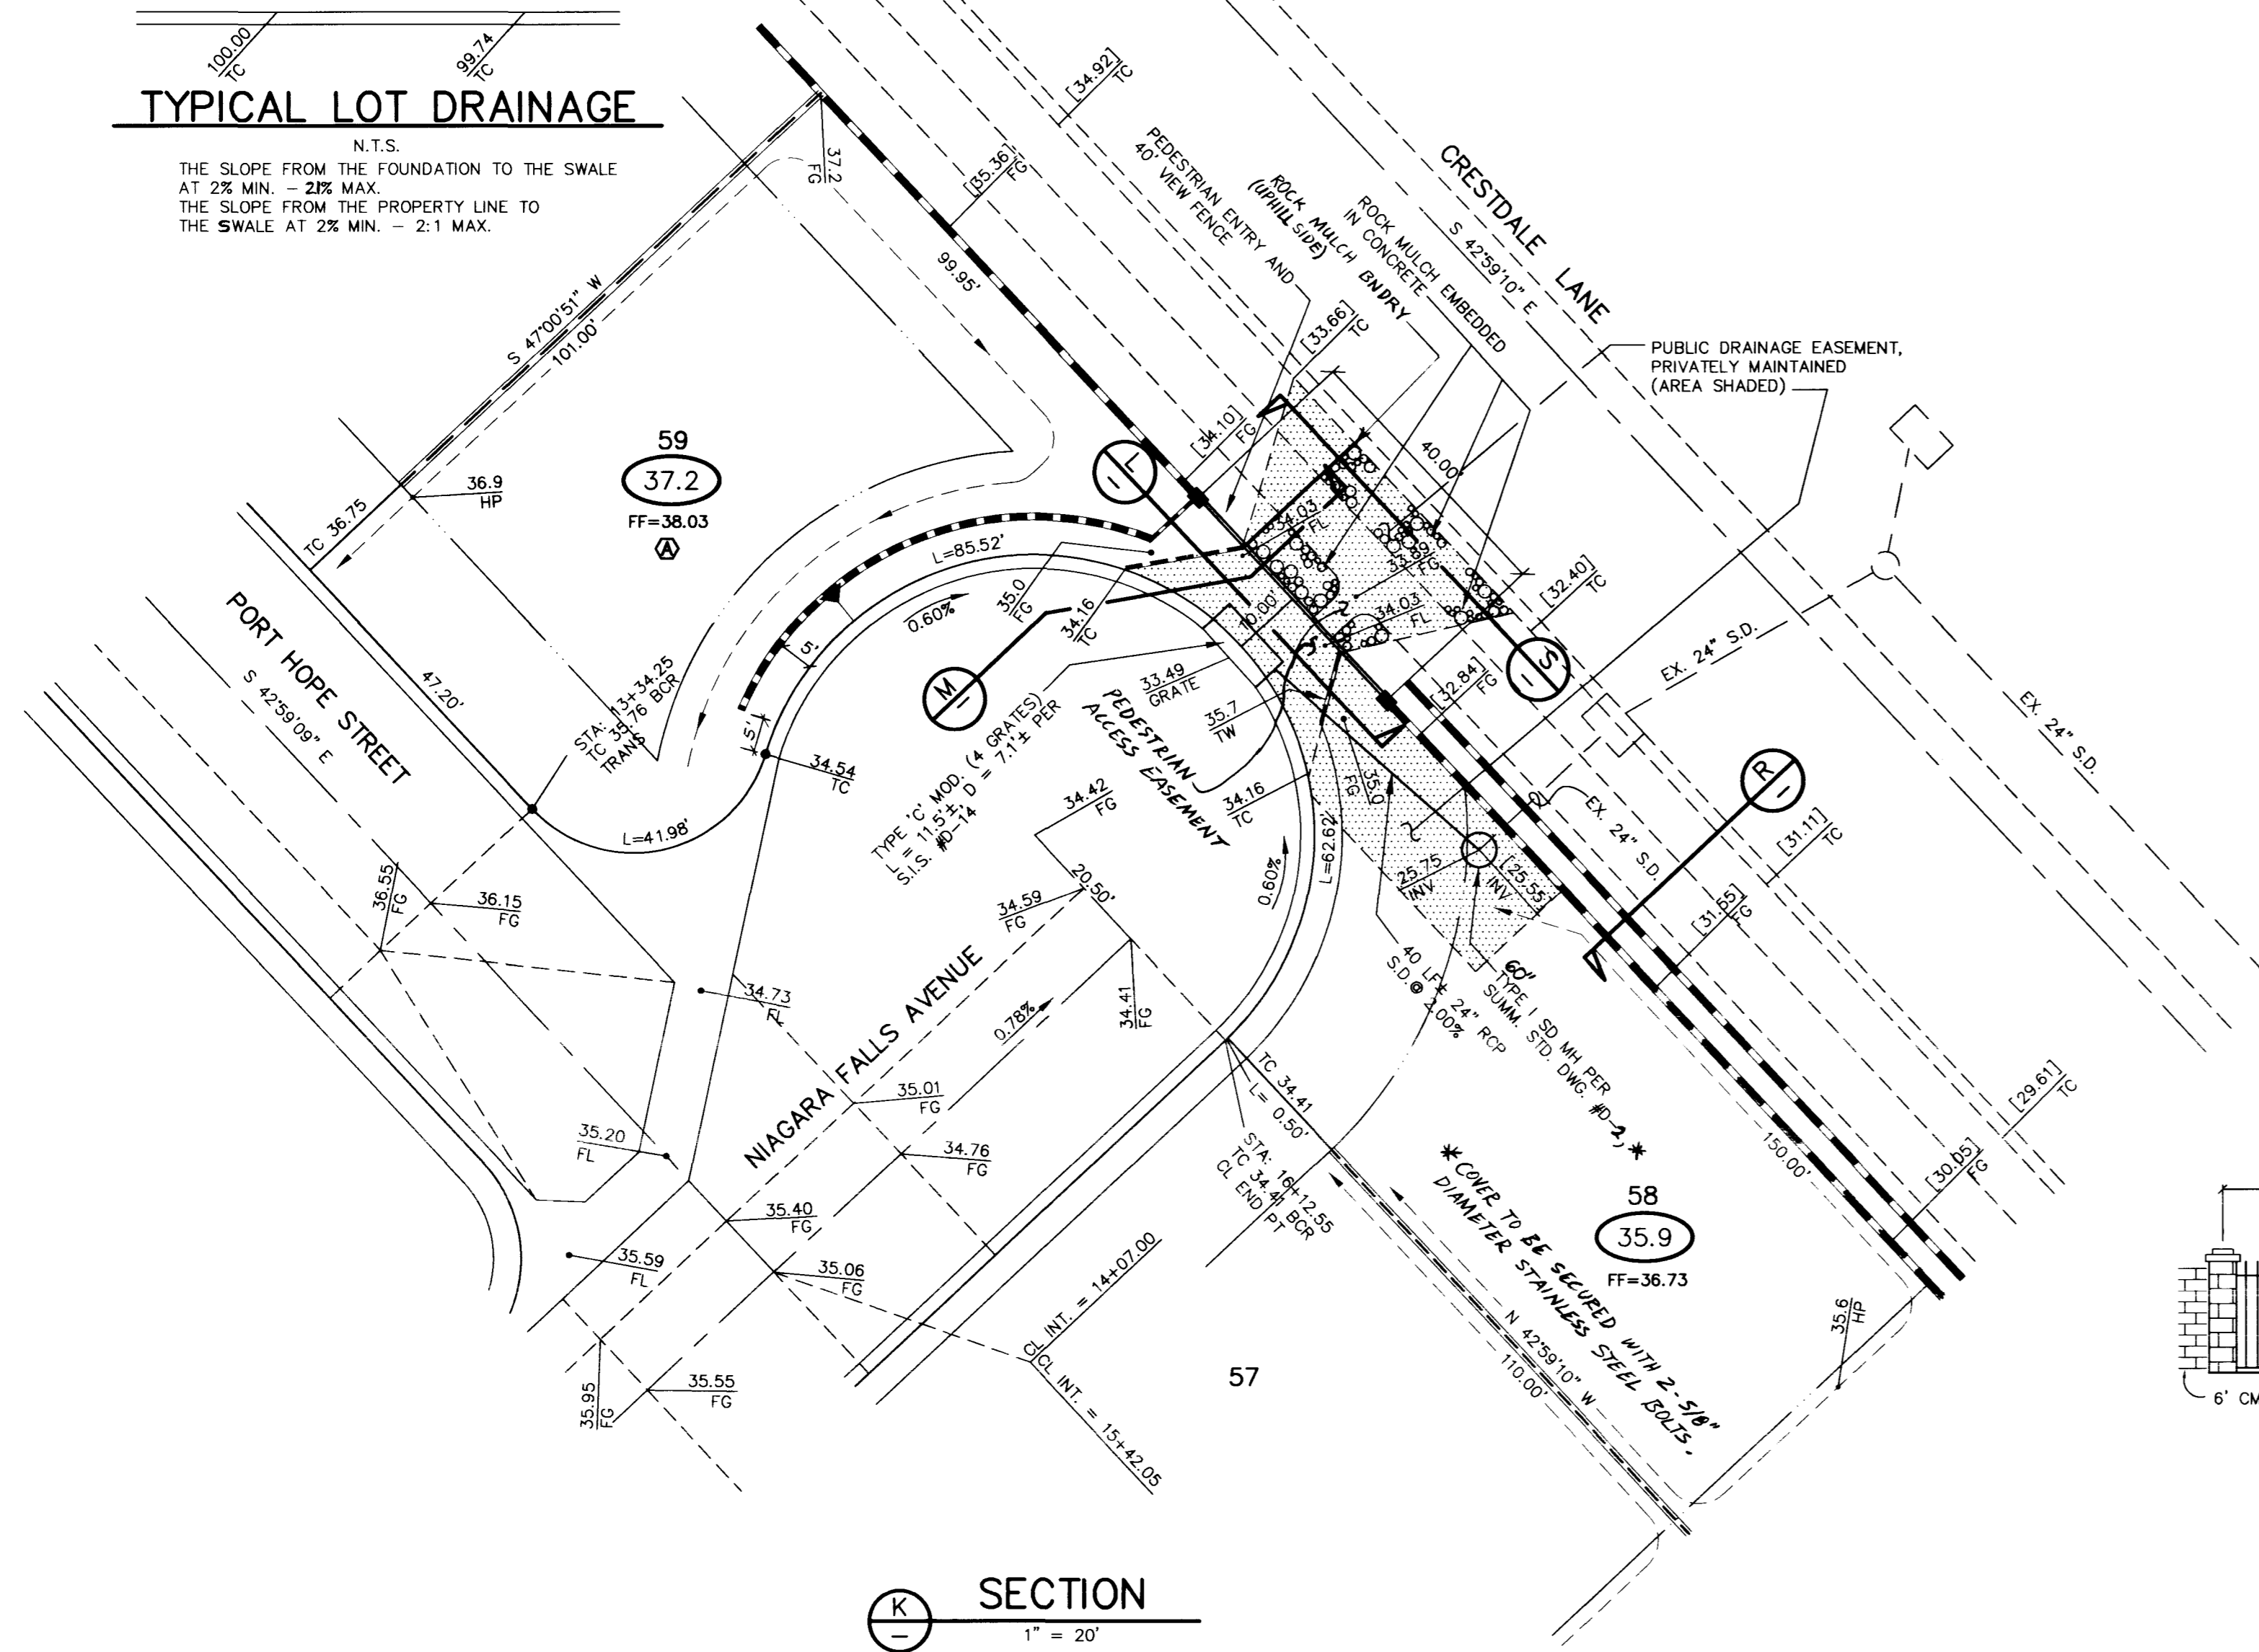 100.00
TC
99.74
TC
TYPICAL LOT DRAINAGE
N.T.S.
THE SLOPE FROM THE FOUNDATION TO THE SWALE
AT 2% MIN. – 21% MAX.
THE SLOPE FROM THE PROPERTY LINE TO
THE SWALE AT 2% MIN. – 2:1 MAX.
[34.92]
TC
[35.36]
FG
37.2
FG
99.95'
PEDESTRIAN ENTRY AND
40' VIEW FENCE
ROCK MULCH BNDRY
(UPHILL SIDE)
ROCK MULCH EMBEDDED
IN CONCRETE
CRESTDALE LANE
S 42°59'10" E
[33.66]
TC
PUBLIC DRAINAGE EASEMENT,
PRIVATELY MAINTAINED
(AREA SHADED)
S 47°00'51" W
101.00'
59
37.2
FF=38.03
A
36.9
HP
TC 36.75
[34.10]
FG
L
–
40.00'
34.03
FL
FG
34.03
FL
[32.40]
TC
S
–
[32.84]
FG
10.00'
L=85.52'
0.60%
35.0
FG
34.16
TC
5'
5'
M
–
33.49
GRATE
35.7
TW
PEDESTRIAN
ACCESS EASEMENT
TYPE 'C' MOD. (4 GRATES)
L = 11.5'±, D = 7.1'± PER
S.I.S. #D-14
PORT HOPE STREET
S 42°59'09" E
47.20'
STA: 13+34.25
TC 35.76 BCR
TRANS
34.54
TC
L=41.98'
34.42
FG
34.16
TC
35.0
FG
EX. 24" S.D.
EX. 24" S.D.
EX. 24" S.D.
R
–
[31.11]
TC
[31.55]
FG
25.75
INV
[25.55]
INV
L=62.62'
0.60%
20.50'
34.59
FG
34.41
FG
36.55
FG
36.15
FG
34.73
FL
0.78%
NIAGARA FALLS AVENUE
40 LF± 24" RCP
S.D. @ 2.00%
60"
TYPE I SD MH PER
SUMM. STD. DWG. #D-2, *
35.01
FG
34.76
FG
35.20
FL
35.40
FG
35.59
FL
35.06
FG
TC 34.41
L= 0.50'
STA: 16+12.55
TC 34.41 BCR
CL END PT
[29.61]
TC
[30.05]
FG
150.00'
*COVER TO BE SECURED WITH 2-5/8"
DIAMETER STAINLESS STEEL BOLTS.
58
35.9
FF=36.73
35.6
HP
N 42°59'10" W
110.00'
CL INT. = 14+07.00
CL INT. = 15+42.05
57
35.95
FG
35.55
FG
6' CM
K
–
SECTION
1" = 20'